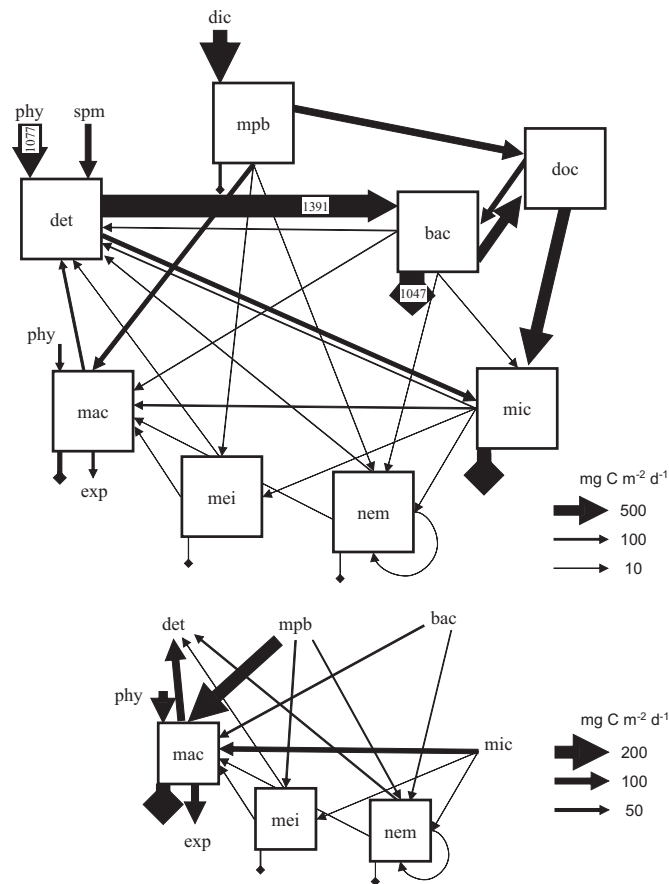 dic
phy
spm
1077
mpb
doc
det
1391
bac
1047
phy
mac
mic
exp
mei
nem
mg C m⁻² d⁻¹
500
100
10
det
mpb
bac
phy
mac
mic
exp
mei
nem
mg C m⁻² d⁻¹
200
100
50